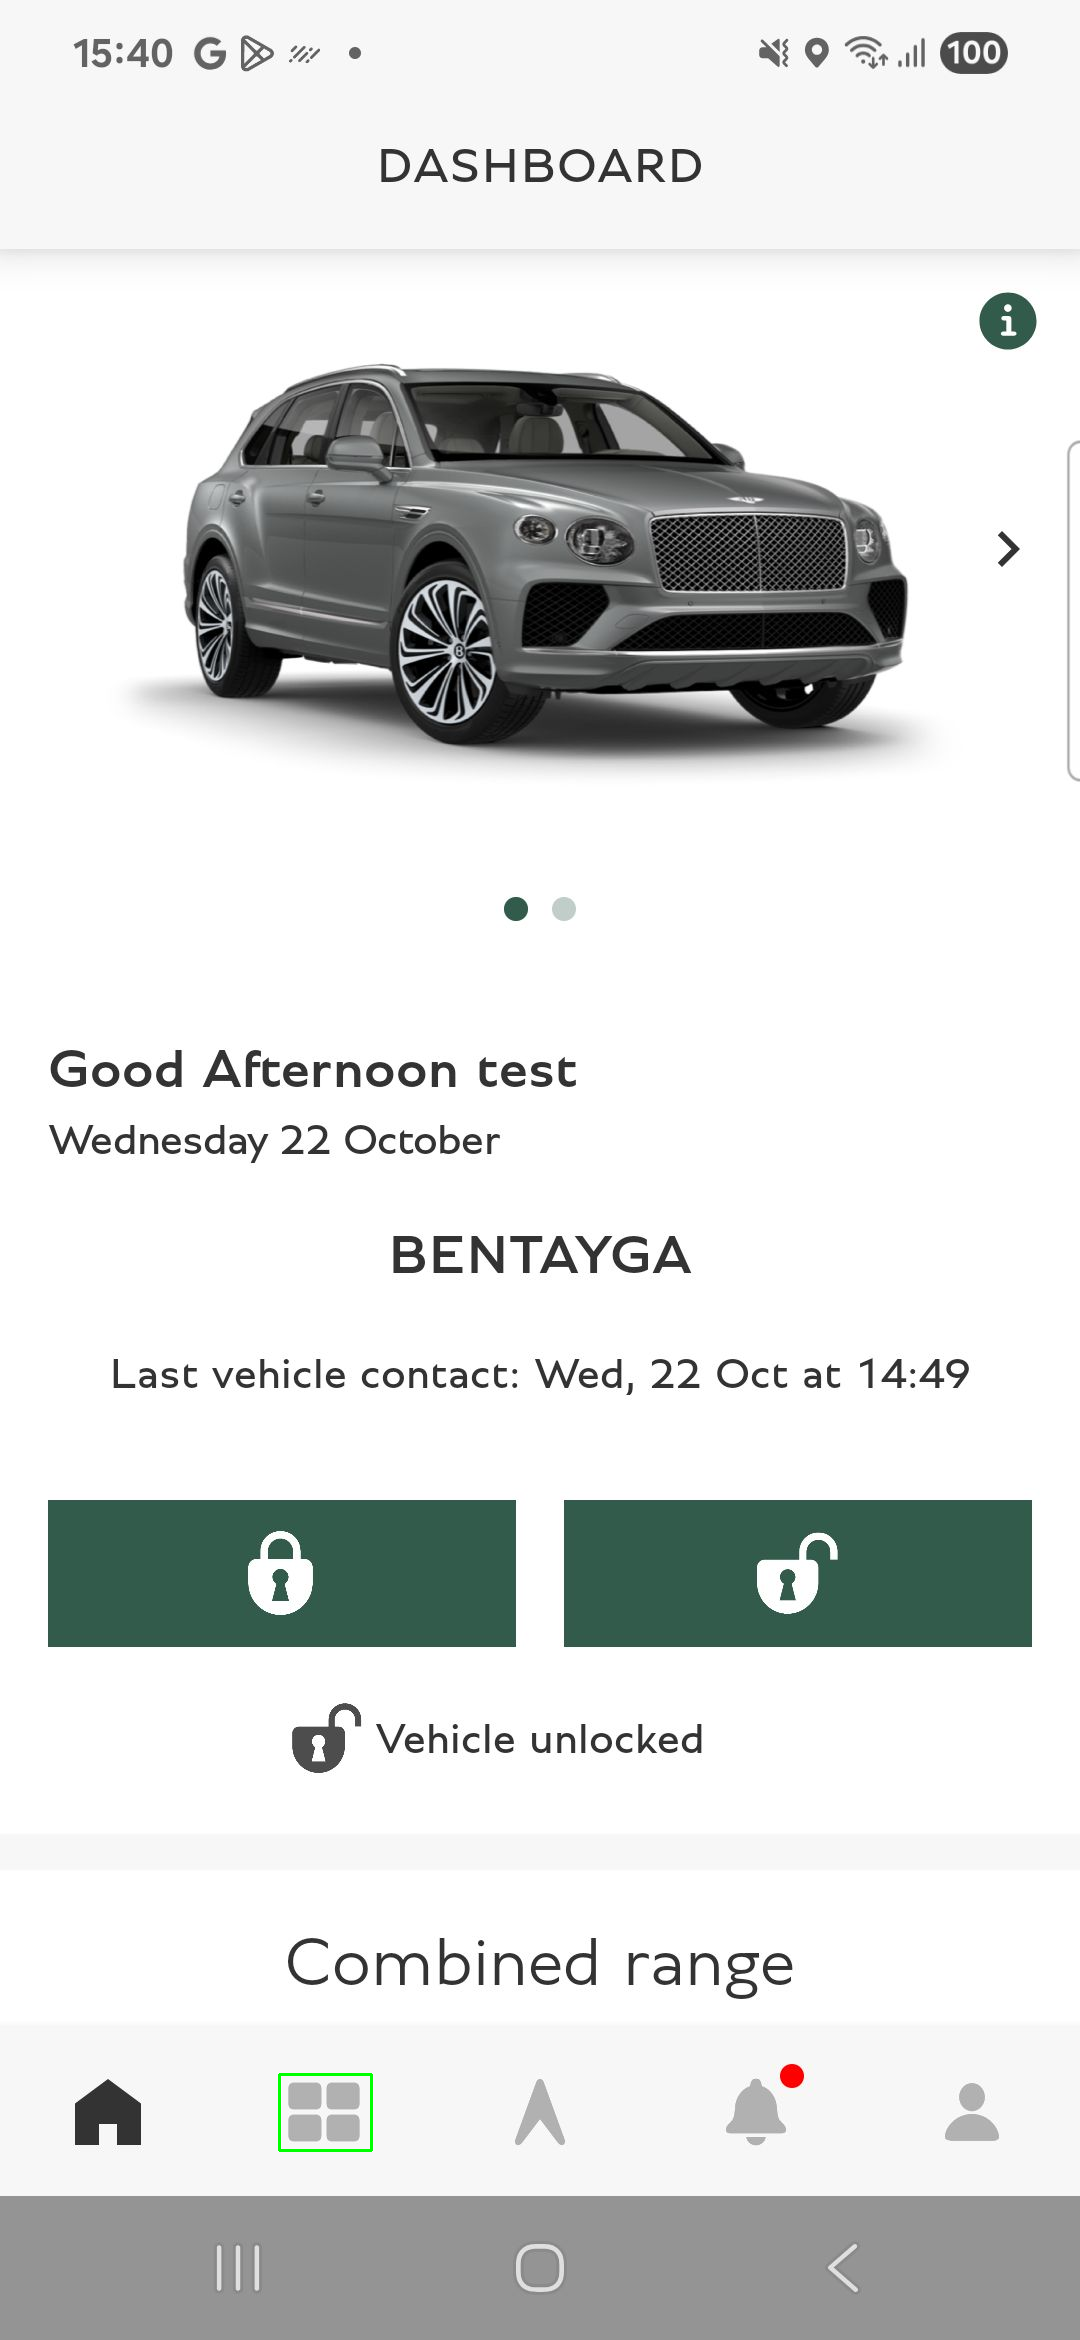 15:40
100
DASHBOARD
Good Afternoon test
Wednesday 22 October
BENTAYGA
Last vehicle contact: Wed, 22 Oct at 14:49
Vehicle unlocked
Combined range